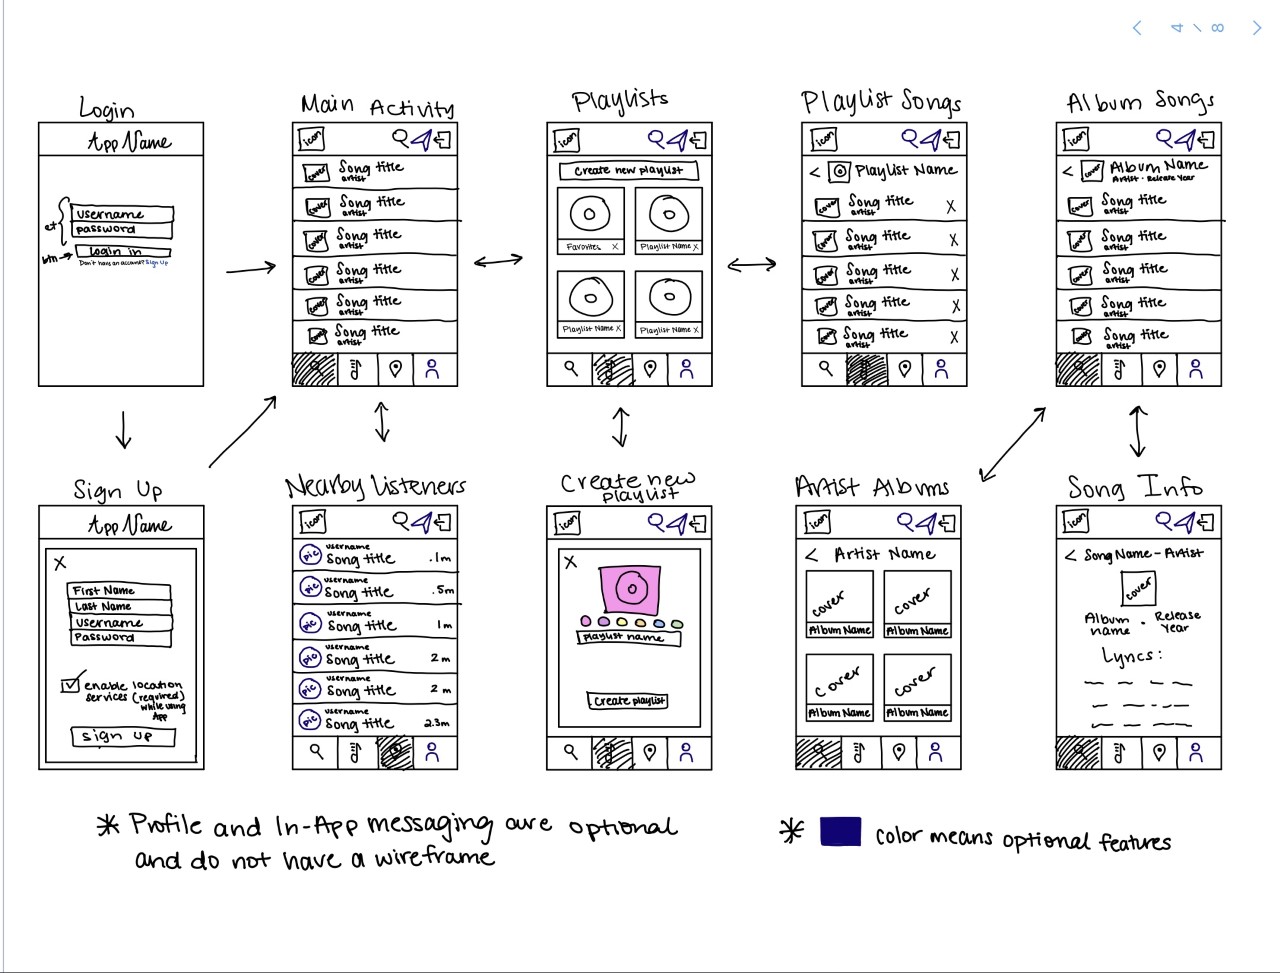 4 / 8
Login
App Name
et
username
password
btn
Login in
Don't have an account? Sign Up
Main Activity
icon
cover Song title
artist
cover Song title
artist
cover Song title
artist
cover Song title
artist
cover Song title
artist
cover Song title
artist
Playlists
icon
Create new playlist
Favorites X
Playlist Name X
Playlist Name X
Playlist Name X
Playlist Songs
icon
< Playlist Name
cover Song title X
artist
cover Song title X
artist
cover Song title X
artist
cover Song title X
artist
cover Song title X
artist
Album Songs
icon
< cover Album Name
Artist · Release Year
cover Song title
artist
cover Song title
artist
cover Song title
artist
cover Song title
artist
cover Song title
artist
Sign Up
App Name
X
First Name
Last Name
username
Password
enable location
services (required)
while using
App
sign up
Nearby Listeners
icon
username
pic Song title .1m
username
pic Song title .5m
username
pic Song title 1m
username
pic Song title 2m
username
pic Song title 2m
username
pic Song title 2.3m
Create new
playlist
icon
X
playlist name
Create playlist
Artist Albums
icon
< Artist Name
cover
Album Name
cover
Album Name
cover
Album Name
cover
Album Name
Song Info
icon
< Song Name - Artist
cover
Album name · Release Year
Lyrics:
* Profile and In-App messaging are optional
and do not have a wireframe
* color means optional features